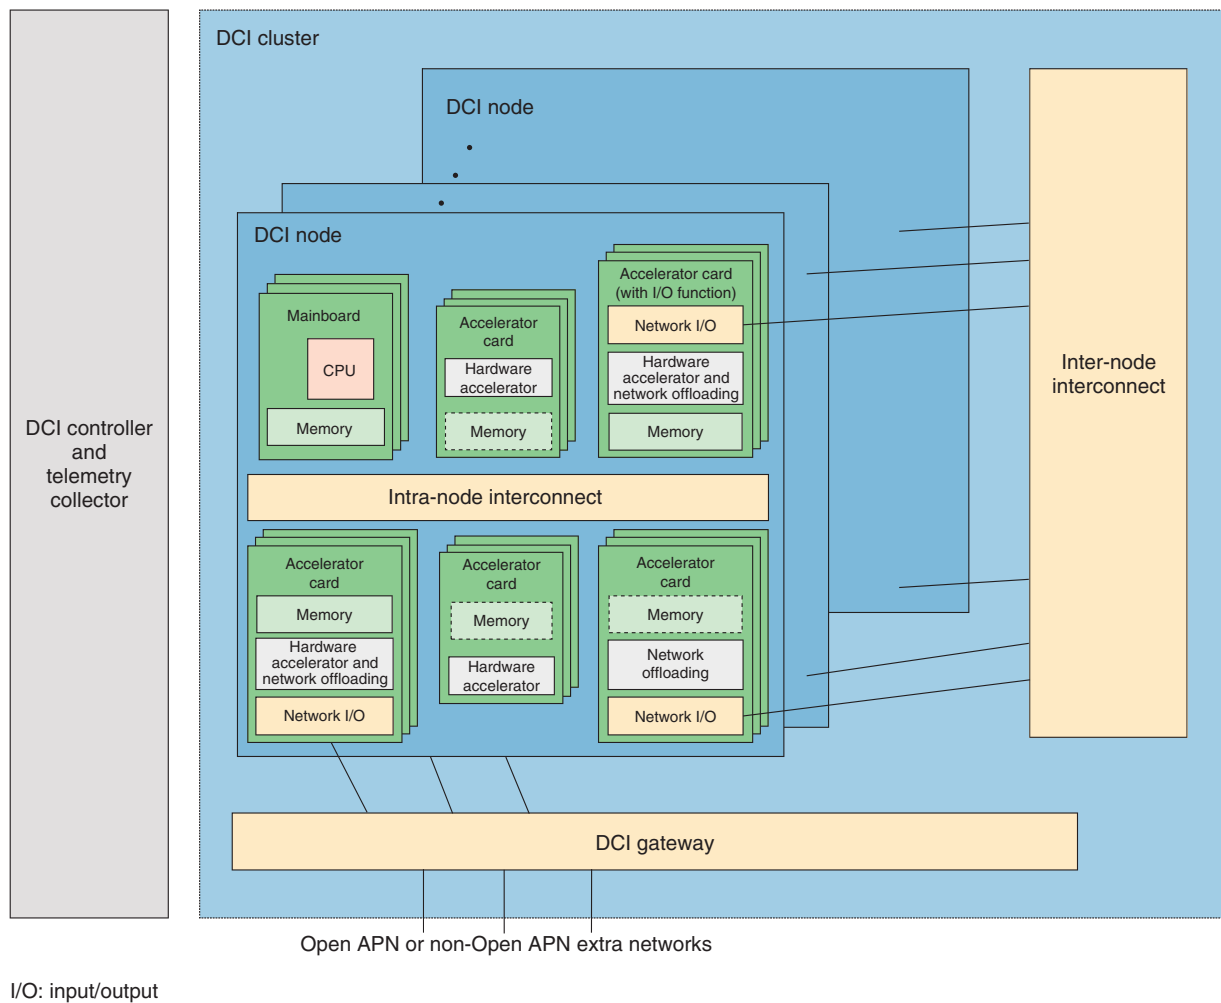 DCI cluster
DCI node
DCI node
Mainboard
CPU
Memory
Accelerator
card
Hardware
accelerator
Memory
Accelerator card
(with I/O function)
Network I/O
Hardware
accelerator and
network offloading
Memory
Intra-node interconnect
Accelerator
card
Memory
Hardware
accelerator and
network offloading
Network I/O
Accelerator
card
Memory
Hardware
accelerator
Accelerator
card
Memory
Network
offloading
Network I/O
Inter-node
interconnect
DCI controller
and
telemetry
collector
DCI gateway
Open APN or non-Open APN extra networks
I/O: input/output